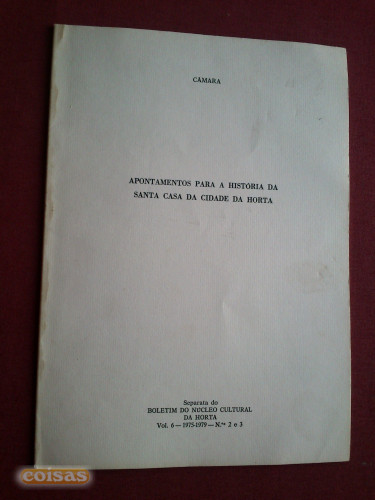 CÂMARA
APONTAMENTOS PARA A HISTÓRIA DA
SANTA CASA DA CIDADE DA HORTA
Separata do
BOLETIM DO NÚCLEO CULTURAL
DA HORTA
Vol. 6 — 1975-1979 — N.os 2 e 3
coisas